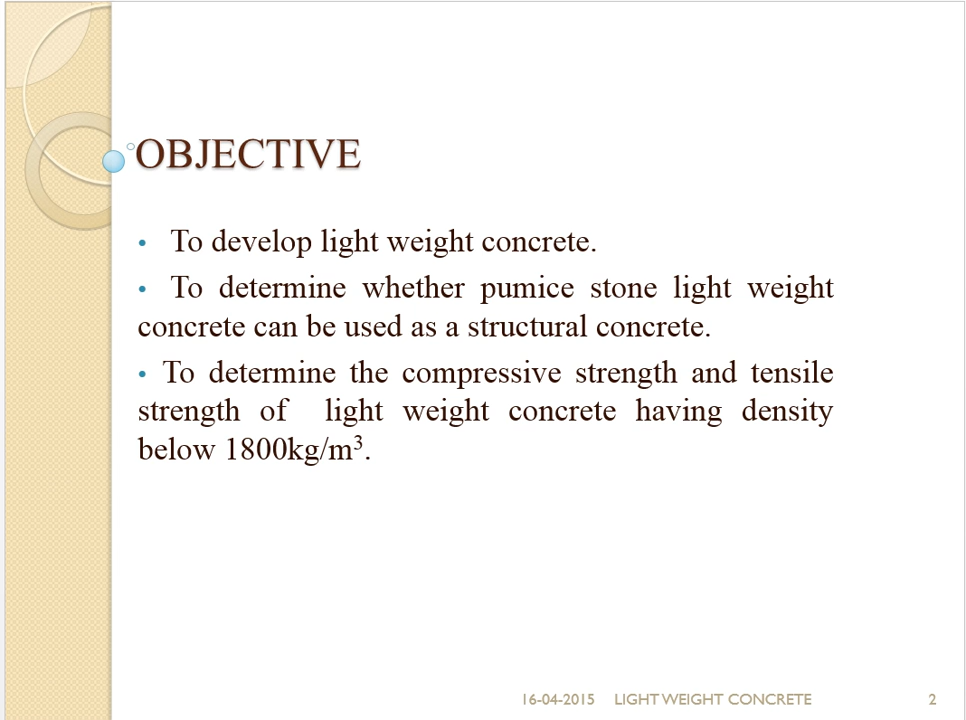 OBJECTIVE
• To develop light weight concrete.
• To determine whether pumice stone light weight
concrete can be used as a structural concrete.
• To determine the compressive strength and tensile
strength of light weight concrete having density
below 1800kg/m³.
16-04-2015 LIGHT WEIGHT CONCRETE 2